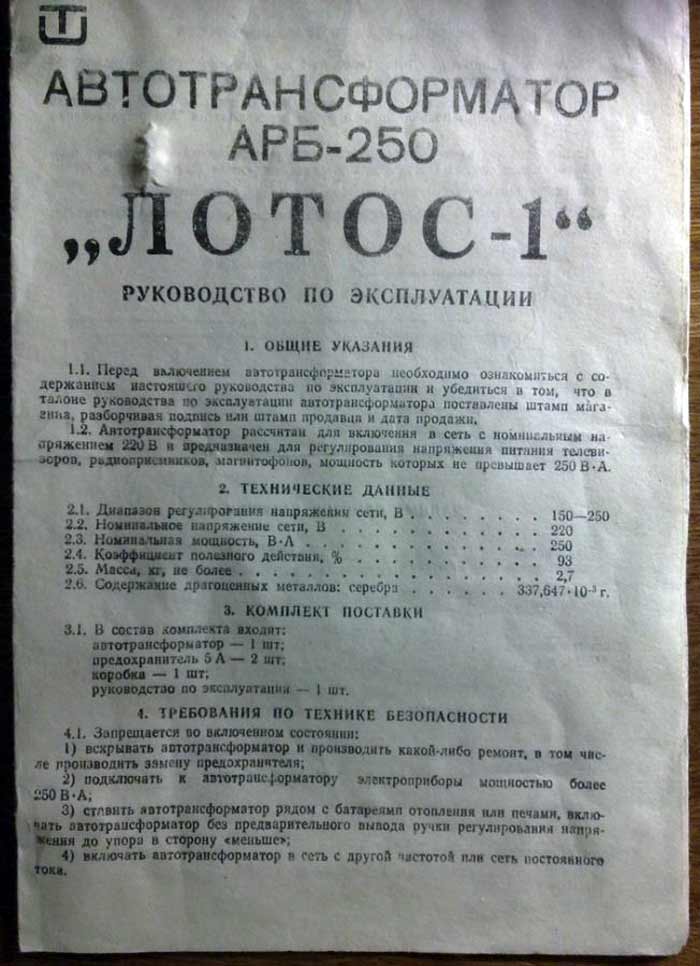 АВТОТРАНСФОРМАТОР
АРБ-250
„ЛОТОС-1“
РУКОВОДСТВО ПО ЭКСПЛУАТАЦИИ
1. ОБЩИЕ УКАЗАНИЯ
1.1. Перед включением автотрансформатора необходимо ознакомиться с со-
держанием настоящего руководства по эксплуатации и убедиться в том, что в
талоне руководства по эксплуатации автотрансформатора поставлены штамп мага-
зина, разборчивая подпись или штамп продавца и дата продажи.
1.2. Автотрансформатор рассчитан для включения в сеть с номинальным на-
пряжением 220 В и предназначен для регулирования напряжения питания телеви-
зоров, радиоприемников, магнитофонов, мощность которых не превышает 250 В·А.
2. ТЕХНИЧЕСКИЕ ДАННЫЕ
2.1. Диапазон регулирования напряжения сети, В . . . . . . . . 150—250
2.2. Номинальное напряжение сети, В . . . . . . . . . . . 220
2.3. Номинальная мощность, В·А . . . . . . . . . . . . 250
2.4. Коэффициент полезного действия, % . . . . . . . . . . 93
2.5. Масса, кг, не более . . . . . . . . . . . . . . . 2,7
2.6. Содержание драгоценных металлов: серебра . . . . . . 337,647·10⁻³ г.
3. КОМПЛЕКТ ПОСТАВКИ
3.1. В состав комплекта входят:
автотрансформатор — 1 шт;
предохранитель 5 А — 2 шт;
коробка — 1 шт;
руководство по эксплуатации — 1 шт.
4. ТРЕБОВАНИЯ ПО ТЕХНИКЕ БЕЗОПАСНОСТИ
4.1. Запрещается во включенном состоянии:
1) вскрывать автотрансформатор и производить какой-либо ремонт, в том чис-
ле производить замену предохранителя;
2) подключать к автотрансформатору электроприборы мощностью более
250 В·А;
3) ставить автотрансформатор рядом с батареями отопления или печами, вклю-
чать автотрансформатор без предварительного вывода ручки регулирования напря-
жения до упора в сторону «меньше»;
4) включать автотрансформатор в сеть с другой частотой или сеть постоянного
тока.